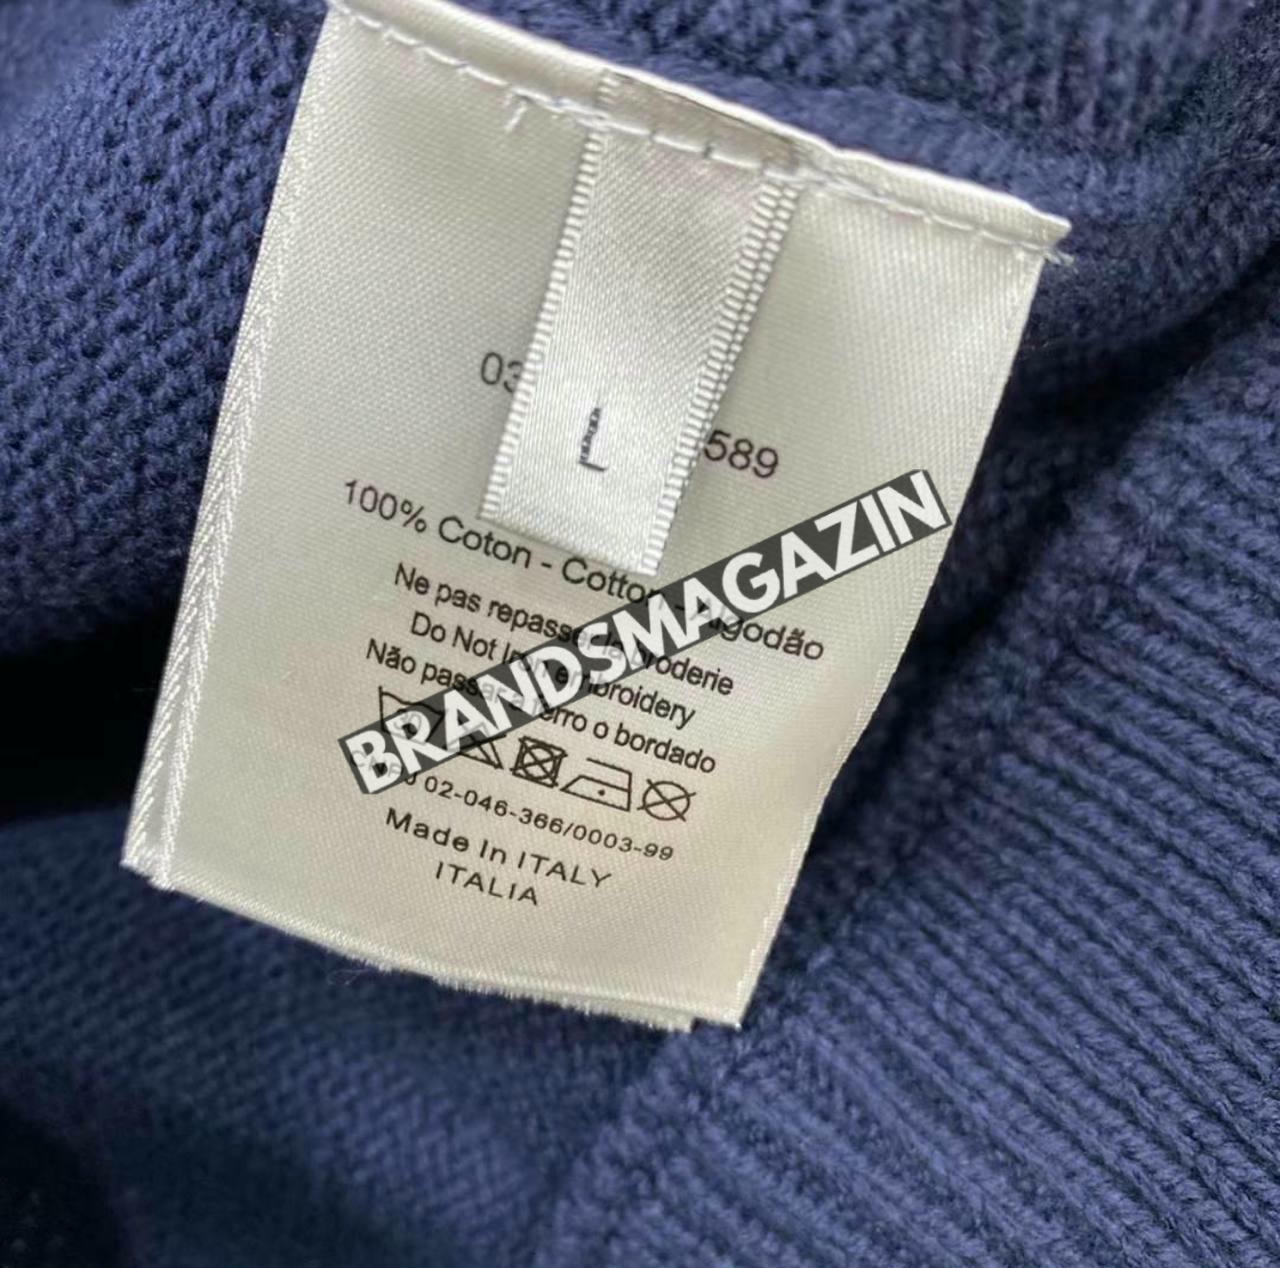 L
03
589
100% Coton - Cotton - Algodão
Ne pas repasser la broderie
Do Not Iron embroidery
Não passar a ferro o bordado
BRANDSMAGAZIN
02-046-366/0003-99
Made In ITALY
ITALIA